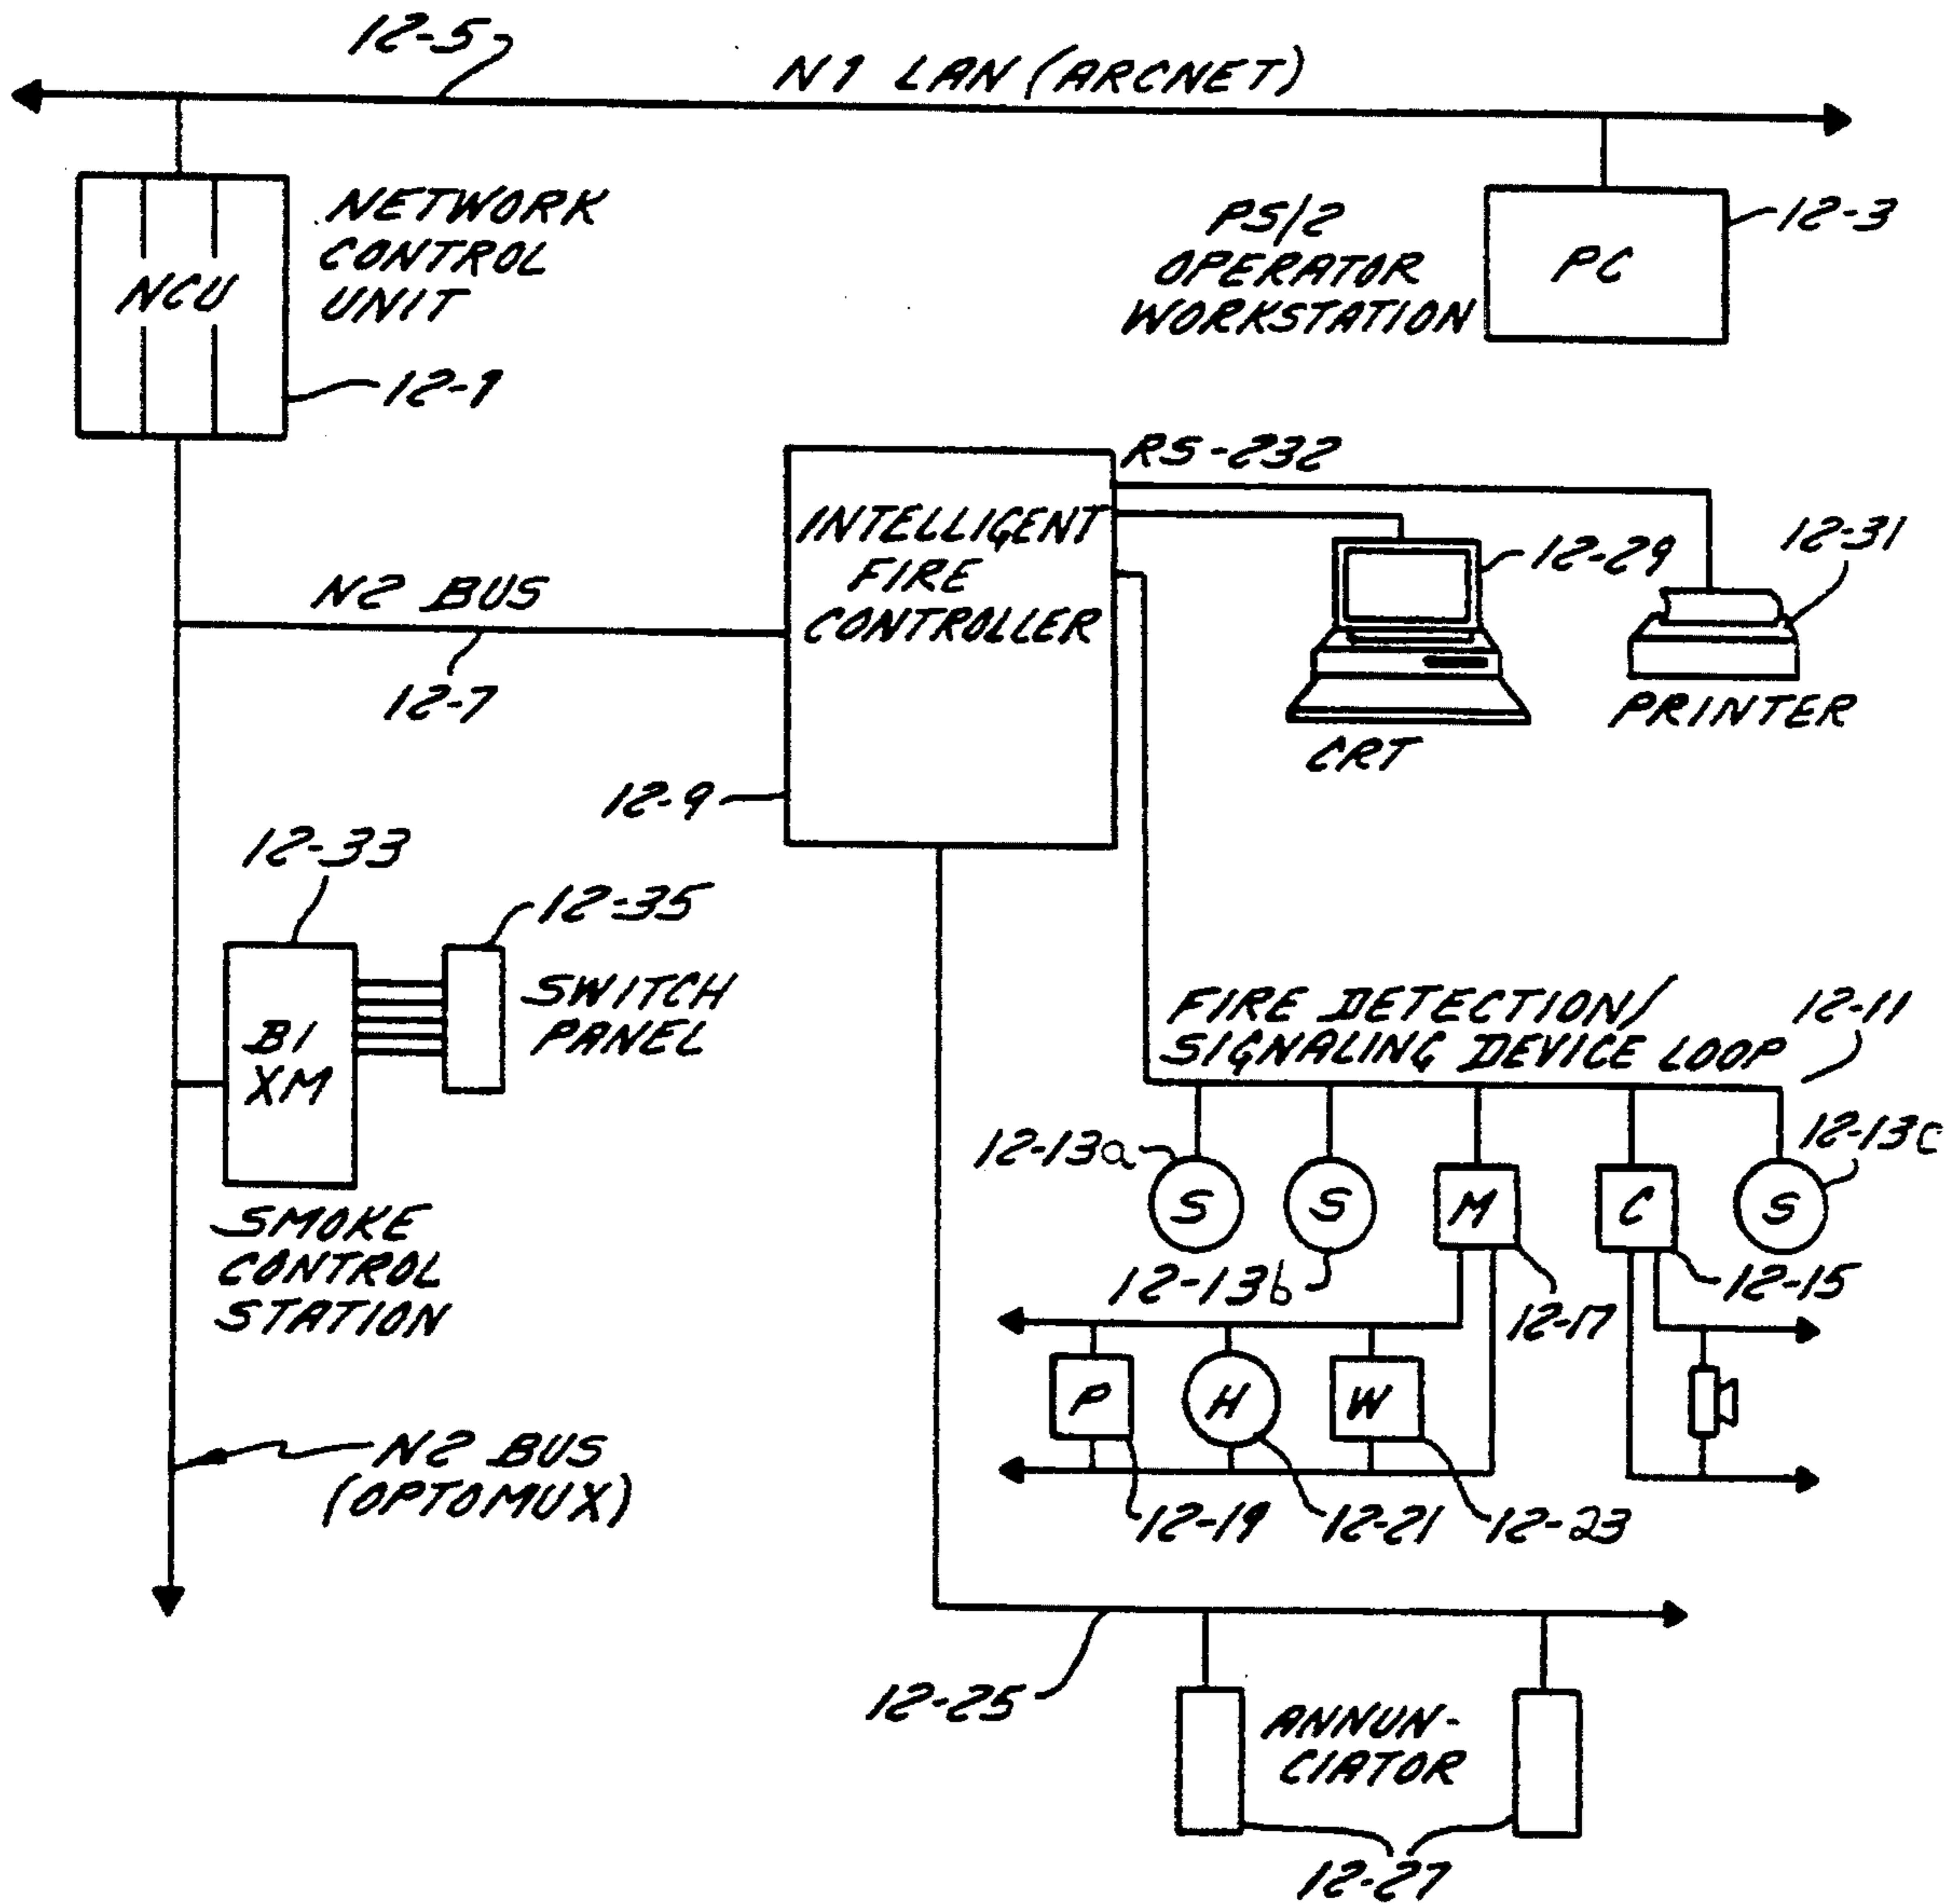 12-5
N1 LAN (ARCNET)
NCU
NETWORK
CONTROL
UNIT
12-1
PS/2
OPERATOR
WORKSTATION
PC
12-3
RS-232
INTELLIGENT
FIRE
CONTROLLER
12-29
12-31
N2 BUS
12-7
CRT
PRINTER
12-9
12-33
12-35
B1
XM
SWITCH
PANEL
SMOKE
CONTROL
STATION
FIRE DETECTION/
SIGNALING DEVICE LOOP
12-11
12-13a
12-13c
S
S
M
C
S
12-13b
12-17
12-15
P
H
W
N2 BUS
(OPTOMUX)
12-19
12-21
12-23
12-25
ANNUN-
CIATOR
12-27